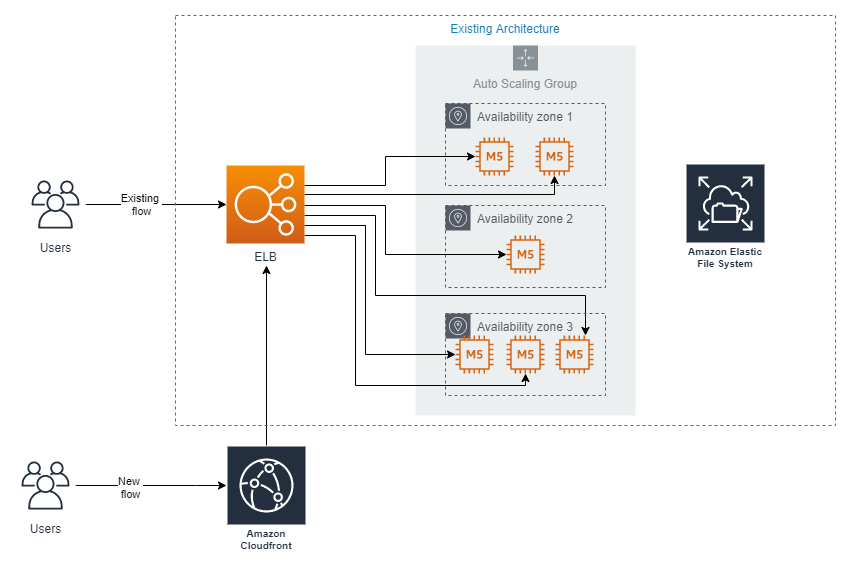 Existing Architecture
Auto Scaling Group
Availability zone 1
M5
M5
Existing
flow
Users
ELB
Availability zone 2
M5
Amazon Elastic
File System
Availability zone 3
M5
M5
M5
New
flow
Users
Amazon
Cloudfront